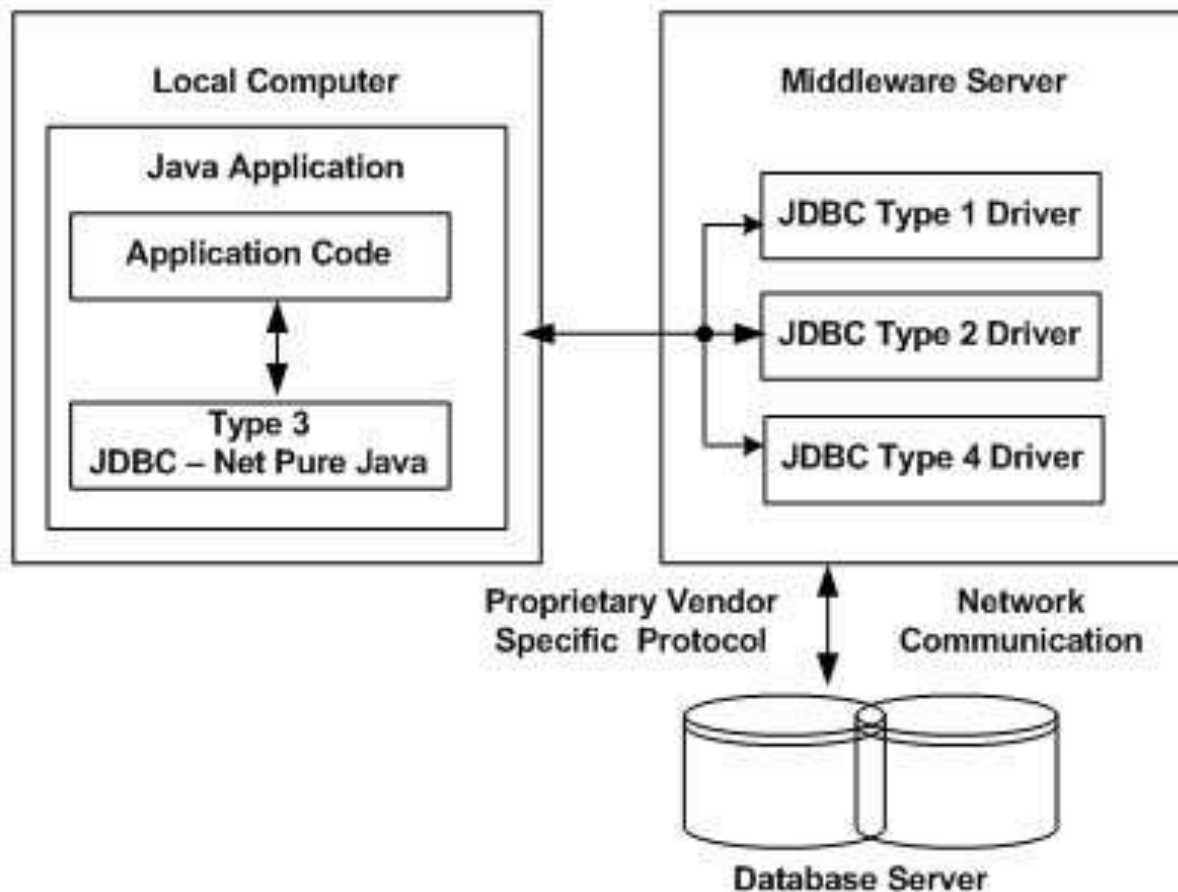 Local Computer
Java Application
Application Code
Type 3
JDBC – Net Pure Java
Middleware Server
JDBC Type 1 Driver
JDBC Type 2 Driver
JDBC Type 4 Driver
Proprietary Vendor
Specific Protocol
Network
Communication
Database Server